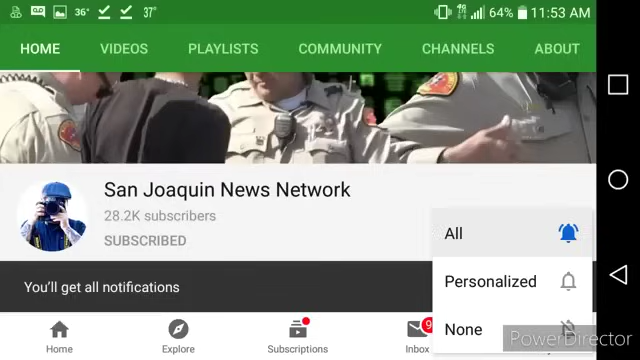 36° 37° 64% 11:53 AM
HOME VIDEOS PLAYLISTS COMMUNITY CHANNELS ABOUT
San Joaquin News Network
28.2K subscribers
SUBSCRIBED
All
Personalized
None
You'll get all notifications
Home Explore Subscriptions Inbox
PowerDirector